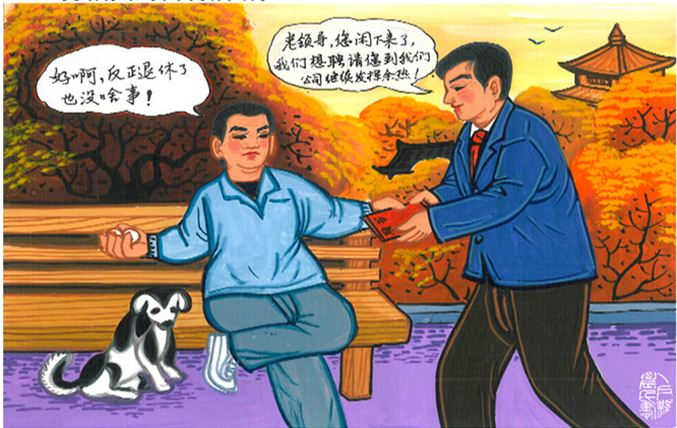 老领导，您闲下来了，
我们想聘请您到我们
公司继续发挥余热！
好啊，反正退休了
也没啥事！